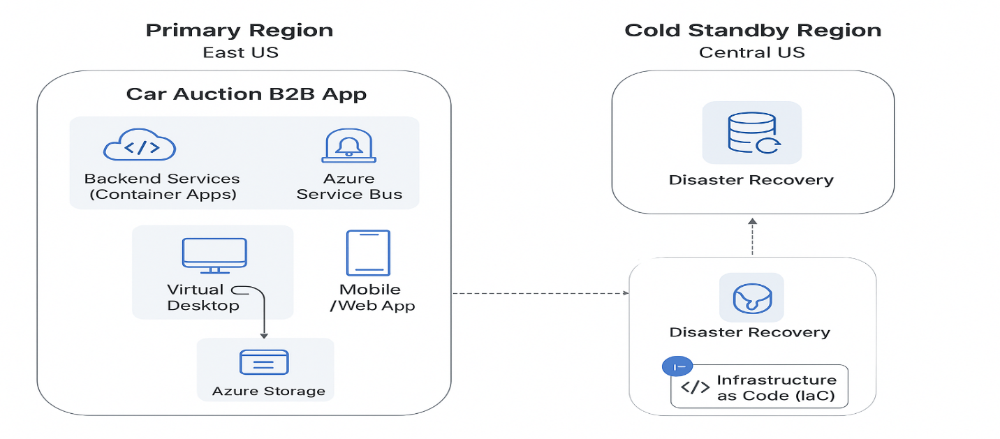 Primary Region
East US
Car Auction B2B App
</>
Backend Services
(Container Apps)
Azure
Service Bus
Virtual
Desktop
Mobile
/Web App
Azure Storage
Cold Standby Region
Central US
Disaster Recovery
Disaster Recovery
</> Infrastructure
as Code (IaC)